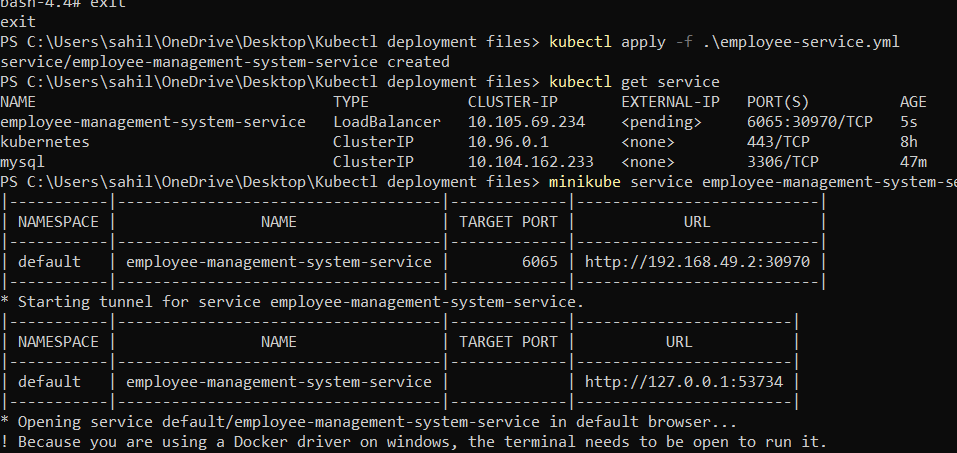 bash-4.4# exit
exit
PS C:\Users\sahil\OneDrive\Desktop\Kubectl deployment files> kubectl apply -f .\employee-service.yml
service/employee-management-system-service created
PS C:\Users\sahil\OneDrive\Desktop\Kubectl deployment files> kubectl get service
NAME                                 TYPE           CLUSTER-IP       EXTERNAL-IP   PORT(S)          AGE
employee-management-system-service   LoadBalancer   10.105.69.234    <pending>     6065:30970/TCP   5s
kubernetes                           ClusterIP      10.96.0.1        <none>        443/TCP          8h
mysql                                ClusterIP      10.104.162.233   <none>        3306/TCP         47m
PS C:\Users\sahil\OneDrive\Desktop\Kubectl deployment files> minikube service employee-management-system-se
|-----------|------------------------------------|-------------|---------------------------|
| NAMESPACE |                NAME                | TARGET PORT |            URL            |
|-----------|------------------------------------|-------------|---------------------------|
| default   | employee-management-system-service |        6065 | http://192.168.49.2:30970 |
|-----------|------------------------------------|-------------|---------------------------|
* Starting tunnel for service employee-management-system-service.
|-----------|------------------------------------|-------------|------------------------|
| NAMESPACE |                NAME                | TARGET PORT |          URL           |
|-----------|------------------------------------|-------------|------------------------|
| default   | employee-management-system-service |             | http://127.0.0.1:53734 |
|-----------|------------------------------------|-------------|------------------------|
* Opening service default/employee-management-system-service in default browser...
! Because you are using a Docker driver on windows, the terminal needs to be open to run it.